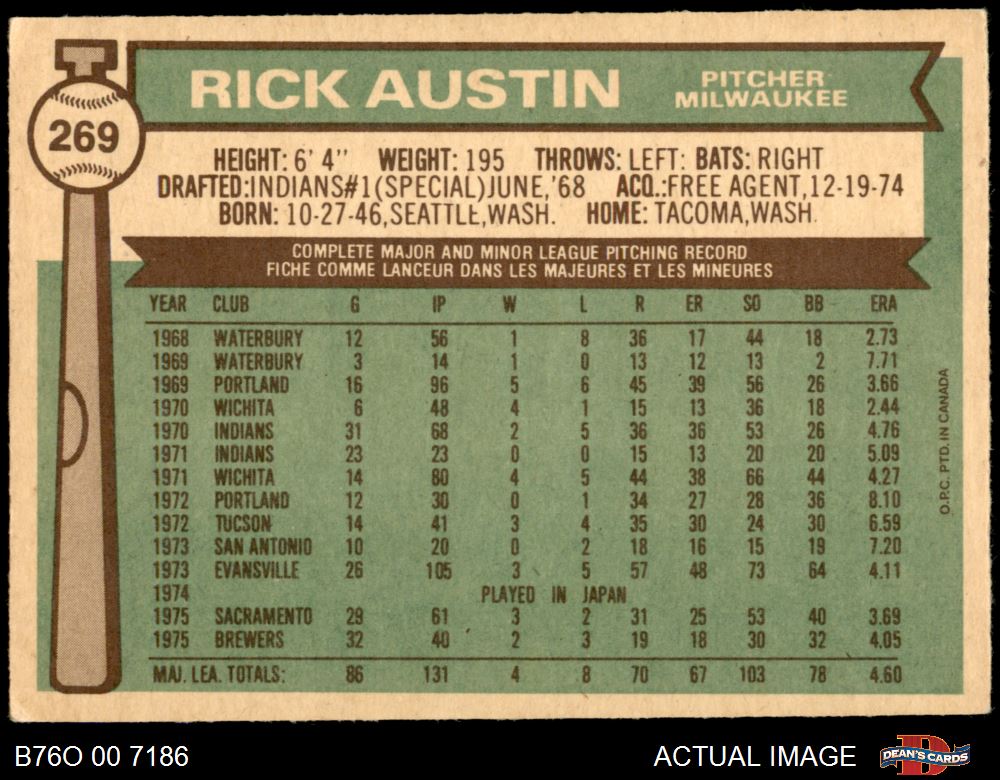 269
RICK AUSTIN
PITCHER
MILWAUKEE
HEIGHT: 6' 4" WEIGHT: 195 THROWS: LEFT: BATS: RIGHT
DRAFTED:INDIANS#1(SPECIAL)JUNE,'68 ACQ.:FREE AGENT,12-19-74
BORN: 10-27-46,SEATTLE,WASH. HOME: TACOMA,WASH.
COMPLETE MAJOR AND MINOR LEAGUE PITCHING RECORD
FICHE COMME LANCEUR DANS LES MAJEURES ET LES MINEURES
YEAR CLUB G IP W L R ER SO BB ERA
1968 WATERBURY 12 56 1 8 36 17 44 18 2.73
1969 WATERBURY 3 14 1 0 13 12 13 2 7.71
1969 PORTLAND 16 96 5 6 45 39 56 26 3.66
1970 WICHITA 6 48 4 1 15 13 36 18 2.44
1970 INDIANS 31 68 2 5 36 36 53 26 4.76
1971 INDIANS 23 23 0 0 15 13 20 20 5.09
1971 WICHITA 14 80 4 5 44 38 66 44 4.27
1972 PORTLAND 12 30 0 1 34 27 28 36 8.10
1972 TUCSON 14 41 3 4 35 30 24 30 6.59
1973 SAN ANTONIO 10 20 0 2 18 16 15 19 7.20
1973 EVANSVILLE 26 105 3 5 57 48 73 64 4.11
1974 PLAYED IN JAPAN
1975 SACRAMENTO 29 61 3 2 31 25 53 40 3.69
1975 BREWERS 32 40 2 3 19 18 30 32 4.05
MAJ. LEA. TOTALS: 86 131 4 8 70 67 103 78 4.60
O.P.C. PTD. IN CANADA
B76O 00 7186
ACTUAL IMAGE
DEAN'S CARDS